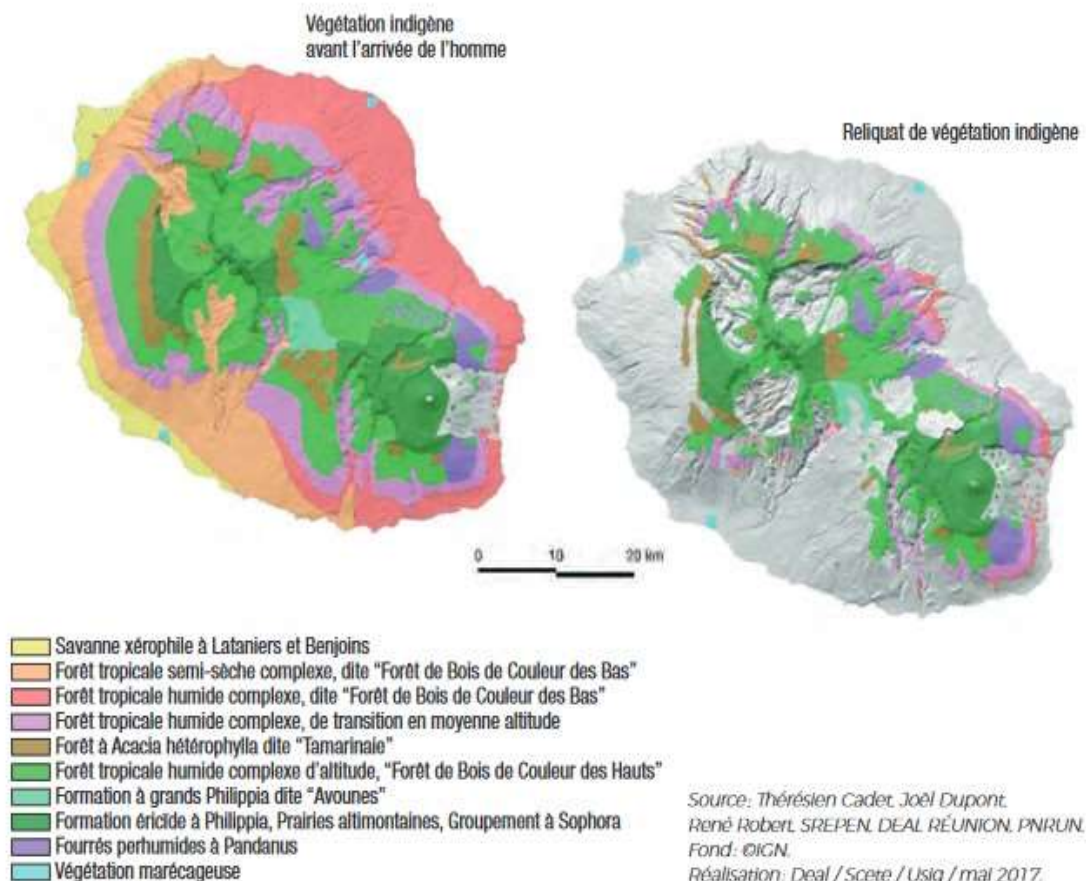 Végétation indigène
avant l'arrivée de l'homme
Reliquat de végétation indigène
0 10 20 km
Savanne xérophile à Lataniers et Benjoins
Forêt tropicale semi-sèche complexe, dite "Forêt de Bois de Couleur des Bas"
Forêt tropicale humide complexe, dite "Forêt de Bois de Couleur des Bas"
Forêt tropicale humide complexe, de transition en moyenne altitude
Forêt à Acacia hétérophylla dite "Tamarinaie"
Forêt tropicale humide complexe d'altitude, "Forêt de Bois de Couleur des Hauts"
Formation à grands Philippia dite "Avounes"
Formation éricïde à Philippia, Prairies altimontaines, Groupement à Sophora
Fourrés perhumides à Pandanus
Végétation marécageuse
Source: Thérésien Cadet, Joël Dupont,
René Robert, SREPEN, DEAL RÉUNION, PNRUN.
Fond: ©IGN.
Réalisation: Deal / Scete / Usig / mai 2017.